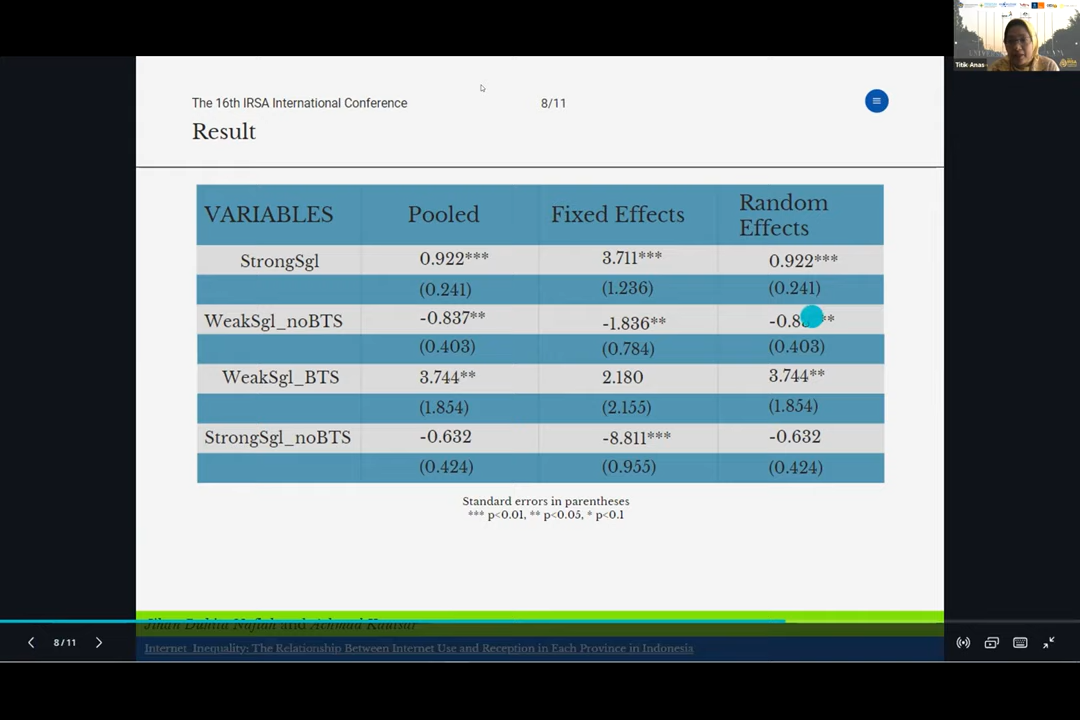 The 16th IRSA International Conference 8/11
Result
VARIABLES Pooled Fixed Effects Random Effects
StrongSgl 0.922*** 3.711*** 0.922***
(0.241) (1.236) (0.241)
WeakSgl_noBTS -0.837** -1.836** -0.8 **
(0.403) (0.784) (0.403)
WeakSgl_BTS 3.744** 2.180 3.744**
(1.854) (2.155) (1.854)
StrongSgl_noBTS -0.632 -8.811*** -0.632
(0.424) (0.955) (0.424)
Standard errors in parentheses
*** p<0.01, ** p<0.05, * p<0.1
and
Internet Inequality: The Relationship Between Internet Use and Reception in Each Province in Indonesia
8/11
Titik-Anas